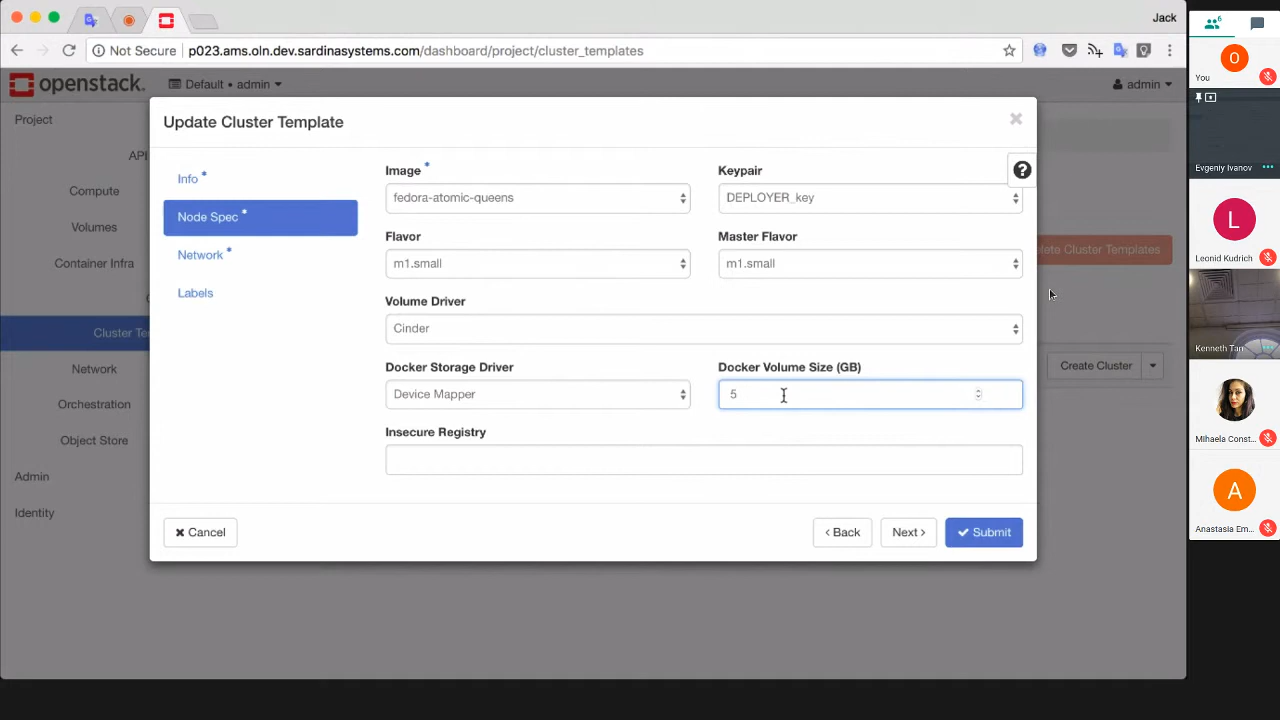 Jack
Not Secure p023.ams.oln.dev.sardinasystems.com/dashboard/project/cluster_templates
openstack. Default • admin admin
Project
API
Compute
Volumes
Container Infra
C
Cluster Te
Network
Orchestration
Object Store
Admin
Identity
Update Cluster Template
Info *
Node Spec *
Network *
Labels
Image * Keypair
fedora-atomic-queens DEPLOYER_key
Flavor Master Flavor
m1.small m1.small
Volume Driver
Cinder
Docker Storage Driver Docker Volume Size (GB)
Device Mapper 5
Insecure Registry
Cancel Back Next Submit
elete Cluster Templates
Create Cluster
6
O
You
Evgeniy Ivanov
L
Leonid Kudrich
Kenneth Tan
Mihaela Const...
A
Anastasia Em...